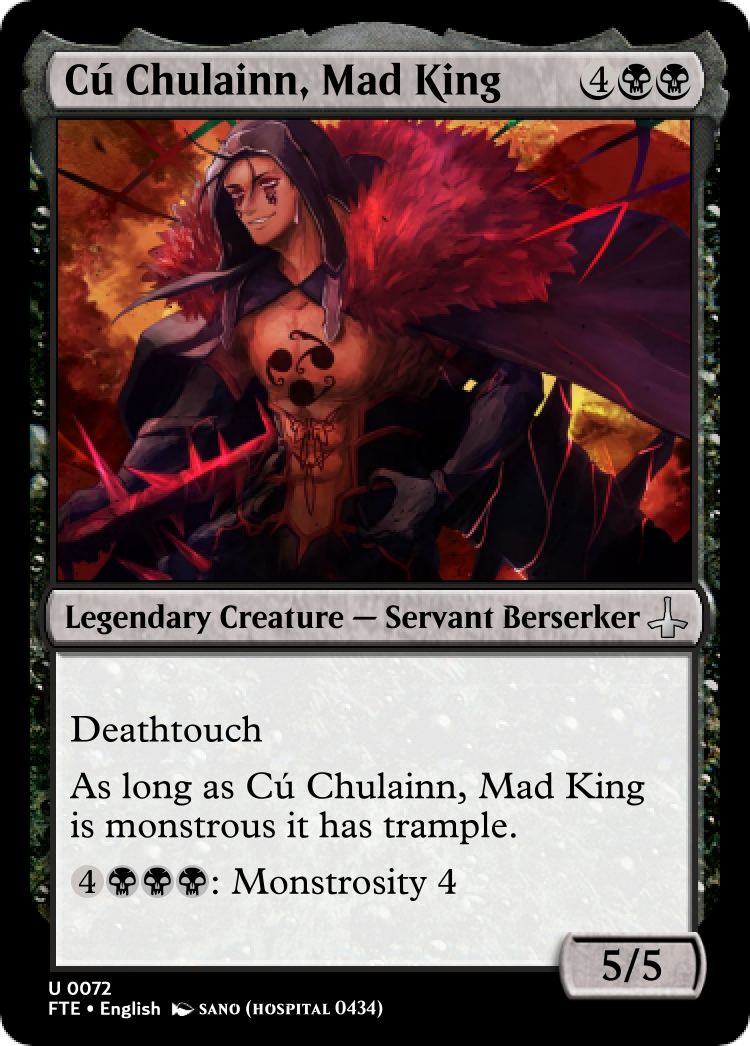 Cú Chulainn, Mad King 4
Legendary Creature — Servant Berserker
Deathtouch
As long as Cú Chulainn, Mad King
is monstrous it has trample.
4: Monstrosity 4
5/5
U 0072
FTE • English SANO (HOSPITAL 0434)